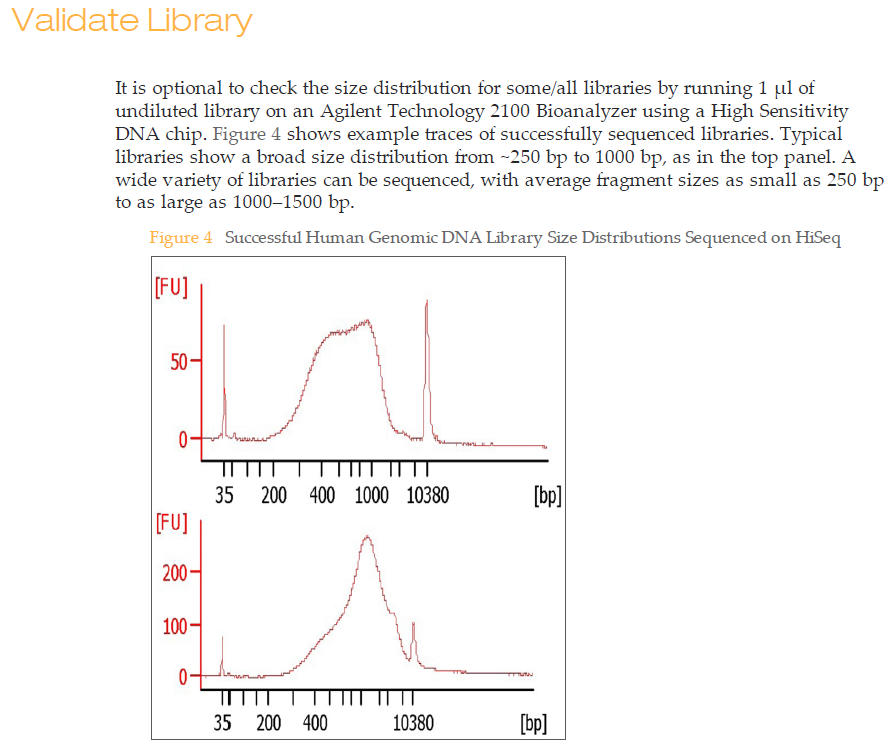 Validate Library
It is optional to check the size distribution for some/all libraries by running 1 µl of
undiluted library on an Agilent Technology 2100 Bioanalyzer using a High Sensitivity
DNA chip. Figure 4 shows example traces of successfully sequenced libraries. Typical
libraries show a broad size distribution from ~250 bp to 1000 bp, as in the top panel. A
wide variety of libraries can be sequenced, with average fragment sizes as small as 250 bp
to as large as 1000–1500 bp.
Figure 4 Successful Human Genomic DNA Library Size Distributions Sequenced on HiSeq
[FU]
50
0
35 200 400 1000 10380 [bp]
[FU]
200
100
0
35 200 400 10380 [bp]